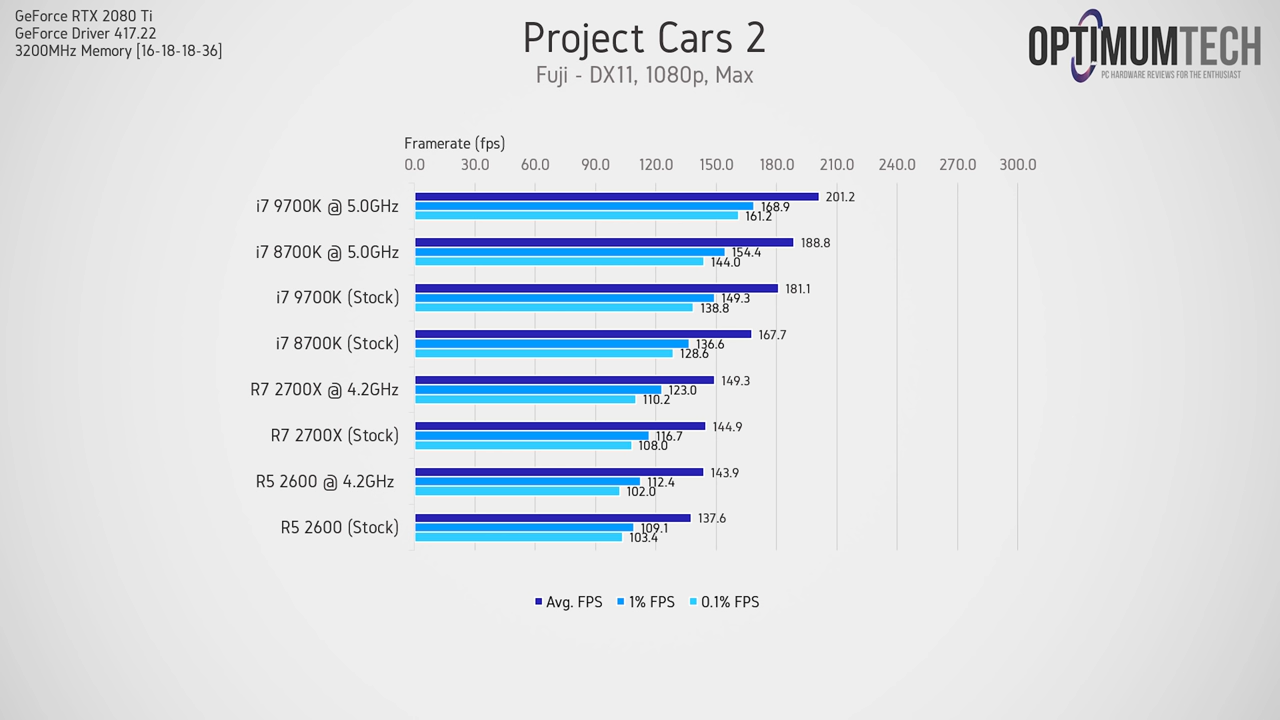 GeForce RTX 2080 Ti
GeForce Driver 417.22
3200MHz Memory [16-18-18-36]
Project Cars 2
Fuji - DX11, 1080p, Max
OPTIMUMTECH
PC HARDWARE REVIEWS FOR THE ENTHUSIAST
Framerate (fps)
0.0 30.0 60.0 90.0 120.0 150.0 180.0 210.0 240.0 270.0 300.0
i7 9700K @ 5.0GHz
201.2
168.9
161.2
i7 8700K @ 5.0GHz
188.8
154.4
144.0
i7 9700K (Stock)
181.1
149.3
138.8
i7 8700K (Stock)
167.7
136.6
128.6
R7 2700X @ 4.2GHz
149.3
123.0
110.2
R7 2700X (Stock)
144.9
116.7
108.0
R5 2600 @ 4.2GHz
143.9
112.4
102.0
R5 2600 (Stock)
137.6
109.1
103.4
Avg. FPS 1% FPS 0.1% FPS